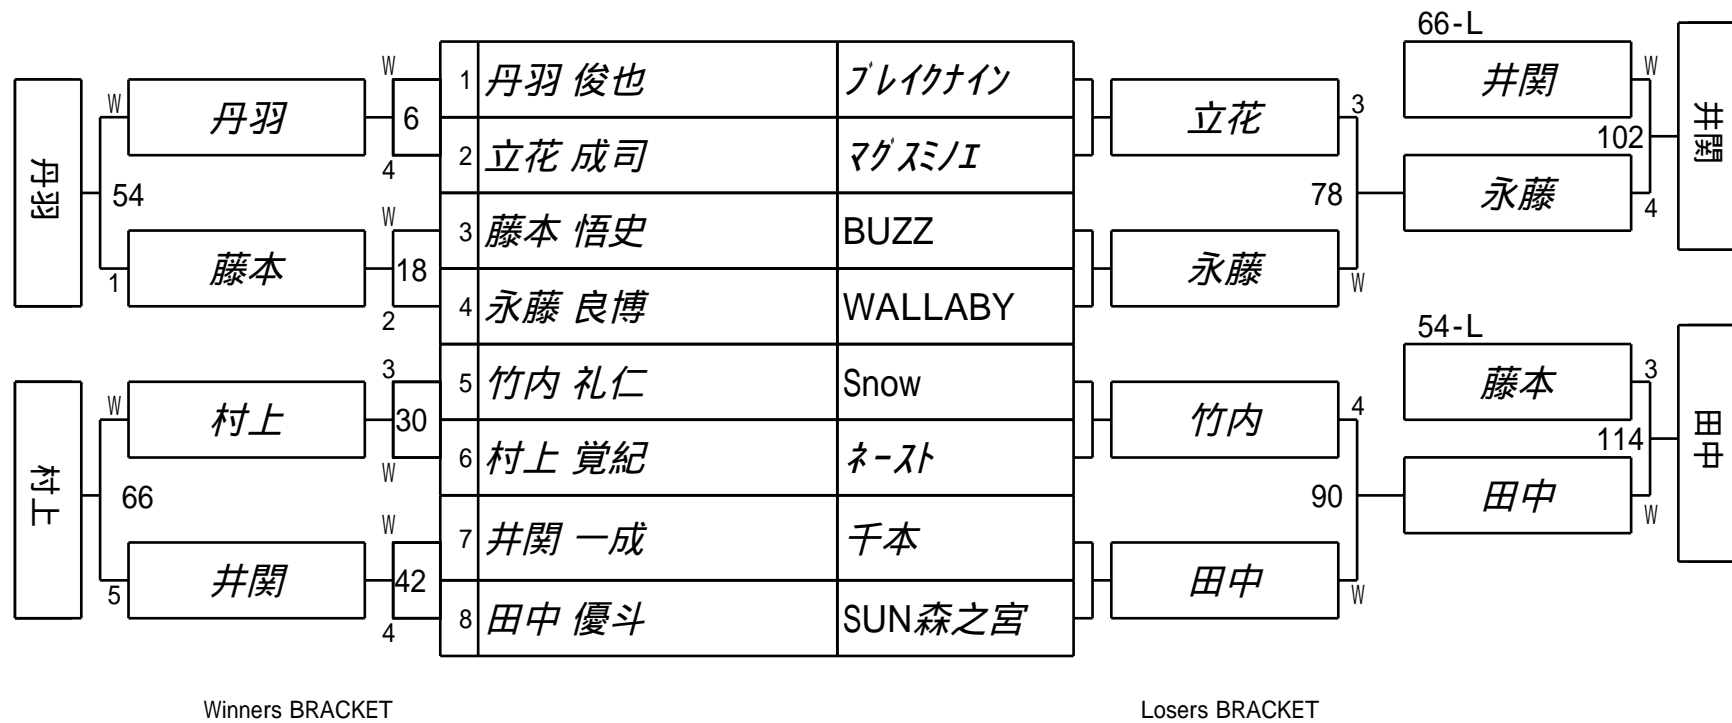 66-L
W
1 丹羽 俊也 ブレイクナイン
井関
W
W
丹羽
6
立花
3
2 立花 成司 マグスミノエ
102
井関
4
丹羽
54
W
3 藤本 悟史 BUZZ
78
永藤
4
藤本
18
永藤
1
W
4 永藤 良博 WALLABY
2
54-L
3
5 竹内 礼仁 Snow
藤本
3
W
村上
30
竹内
4
6 村上 覚紀 ネースト
114
田中
W
村上
66
90
田中
W
W
7 井関 一成 千本
井関
42
田中
5
W
8 田中 優斗 SUN森之宮
4
Winners BRACKET
Losers BRACKET